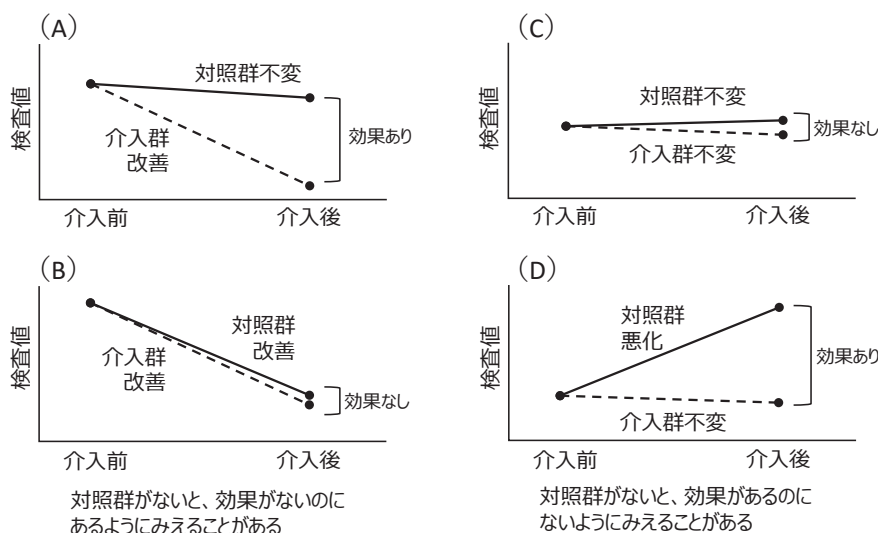 (A)
検査値
対照群不変
介入群
改善
効果あり
介入前
介入後
(B)
検査値
対照群
改善
介入群
改善
効果なし
介入前
介入後
対照群がないと、効果がないのに
あるようにみえることがある
(C)
検査値
対照群不変
介入群不変
効果なし
介入前
介入後
(D)
検査値
対照群
悪化
介入群不変
効果あり
介入前
介入後
対照群がないと、効果があるのに
ないようにみえることがある